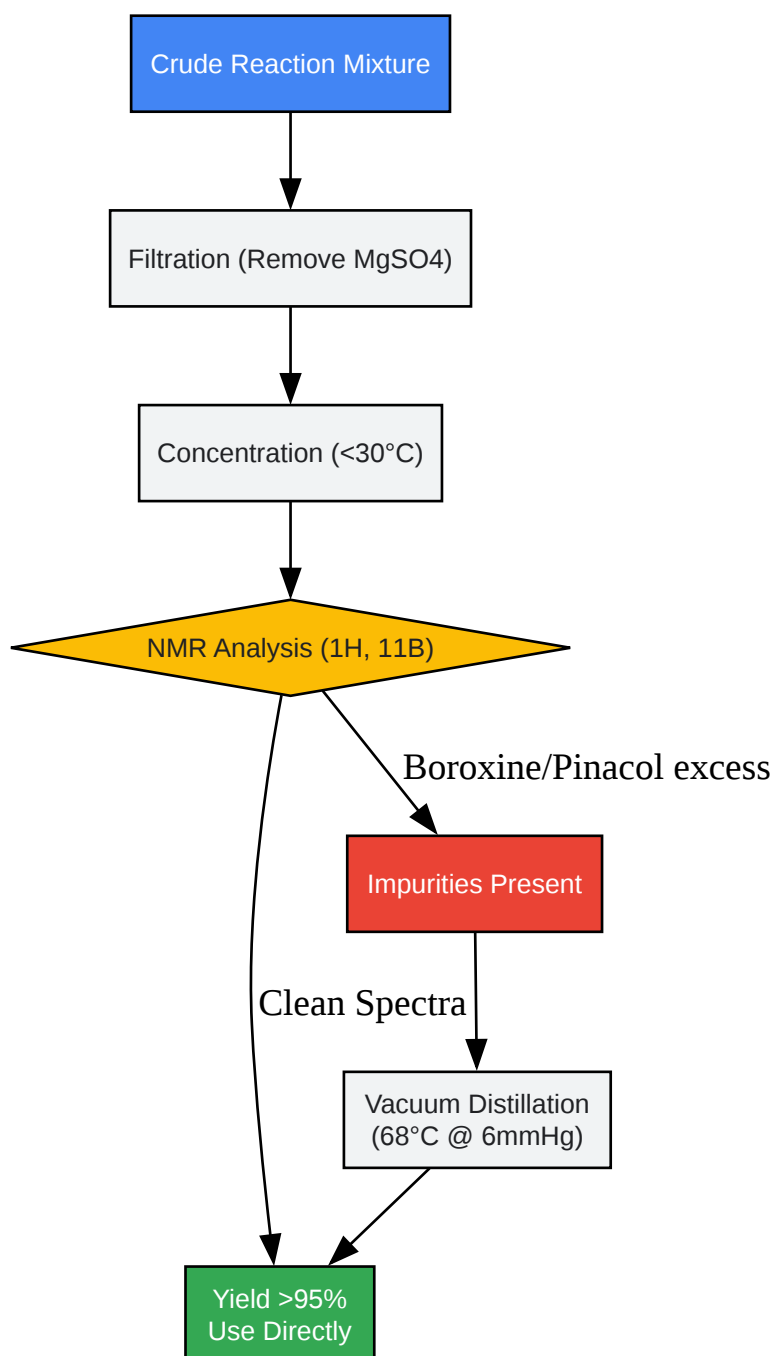 Crude Reaction Mixture
Filtration (Remove MgSO4)
Concentration (<30°C)
NMR Analysis (1H, 11B)
Boroxine/Pinacol excess
Impurities Present
Clean Spectra
Vacuum Distillation
(68°C @ 6mmHg)
Yield >95%
Use Directly